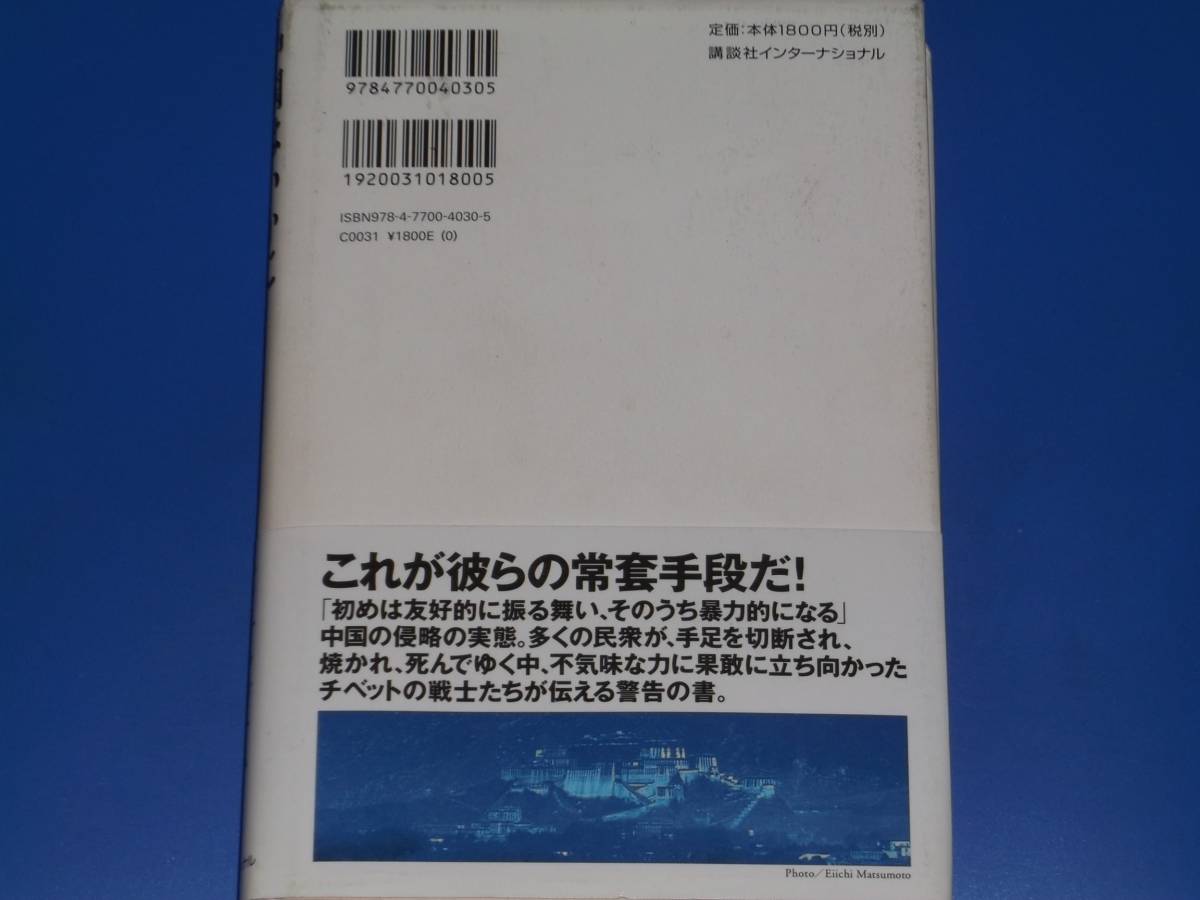 9784770040305
1920031018005
ISBN978-4-7700-4030-5
C0031 ¥1800E (0)
定価：本体1800円（税別）
講談社インターナショナル
これが彼らの常套手段だ！
「初めは友好的に振る舞い、そのうち暴力的になる」
中国の侵略の実態。多くの民衆が、手足を切断され、
焼かれ、死んでゆく中、不気味な力に果敢に立ち向かった
チベットの戦士たちが伝える警告の書。
Photo／Eiichi Matsumoto